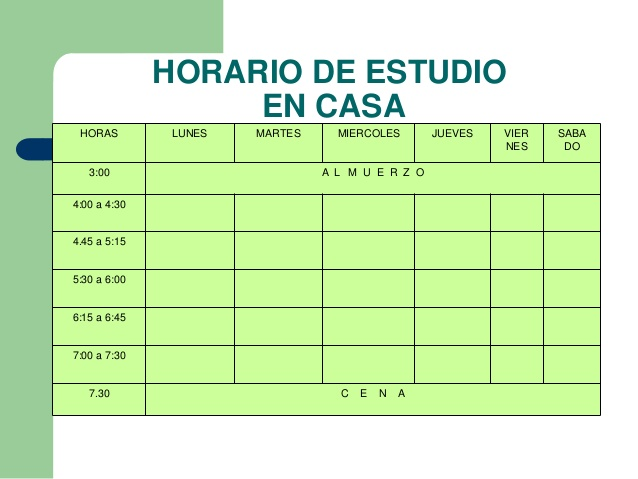 HORARIO DE ESTUDIO
EN CASA
HORAS LUNES MARTES MIERCOLES JUEVES VIER NES SABA DO
3:00 A L M U E R Z O
4:00 a 4:30
4.45 a 5:15
5:30 a 6:00
6:15 a 6:45
7:00 a 7:30
7.30 C E N A